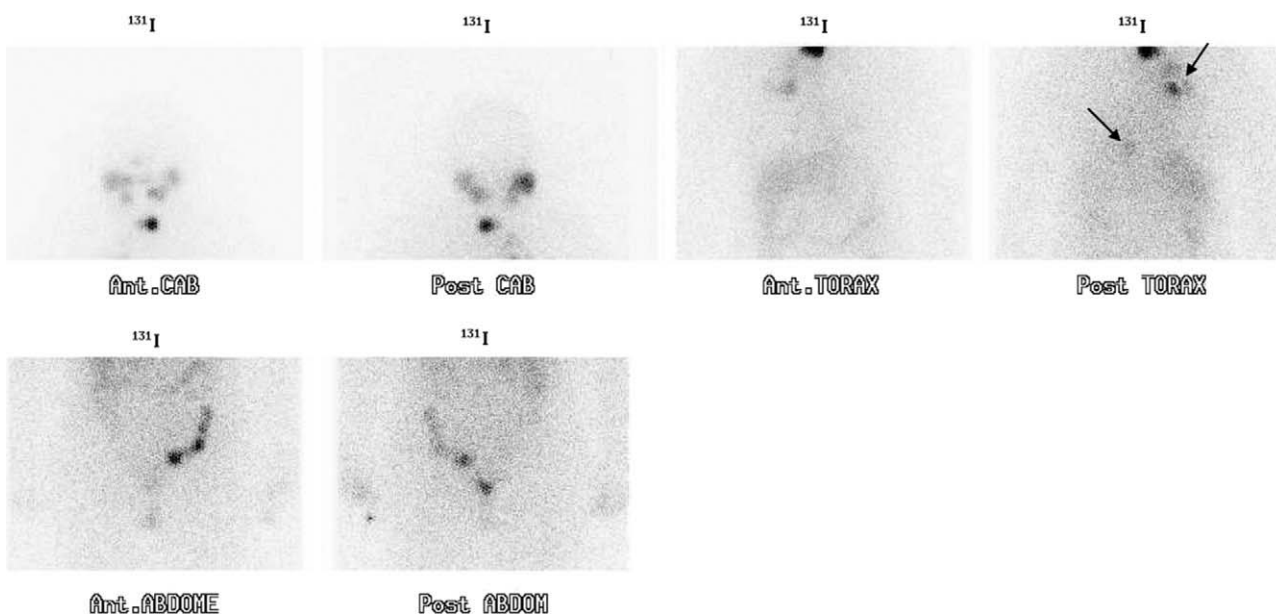 ¹³¹I ¹³¹I ¹³¹I ¹³¹I
Ant.CAB Post CAB Ant.TORAX Post TORAX
¹³¹I ¹³¹I
Ant.ABDOME Post ABDOM